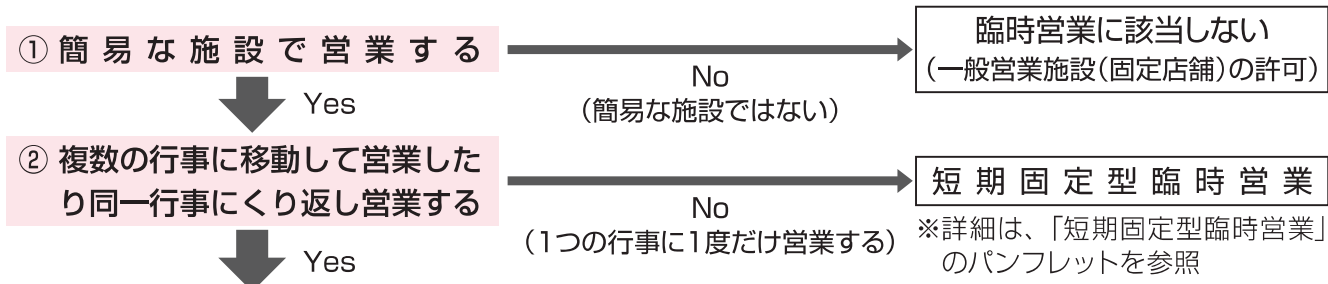 ① 簡易な施設で営業する
No
(簡易な施設ではない)
臨時営業に該当しない
(一般営業施設(固定店舗)の許可)
Yes
② 複数の行事に移動して営業した
り同一行事にくり返し営業する
No
(1つの行事に1度だけ営業する)
短期固定型臨時営業
※詳細は、「短期固定型臨時営業」
のパンフレットを参照
Yes